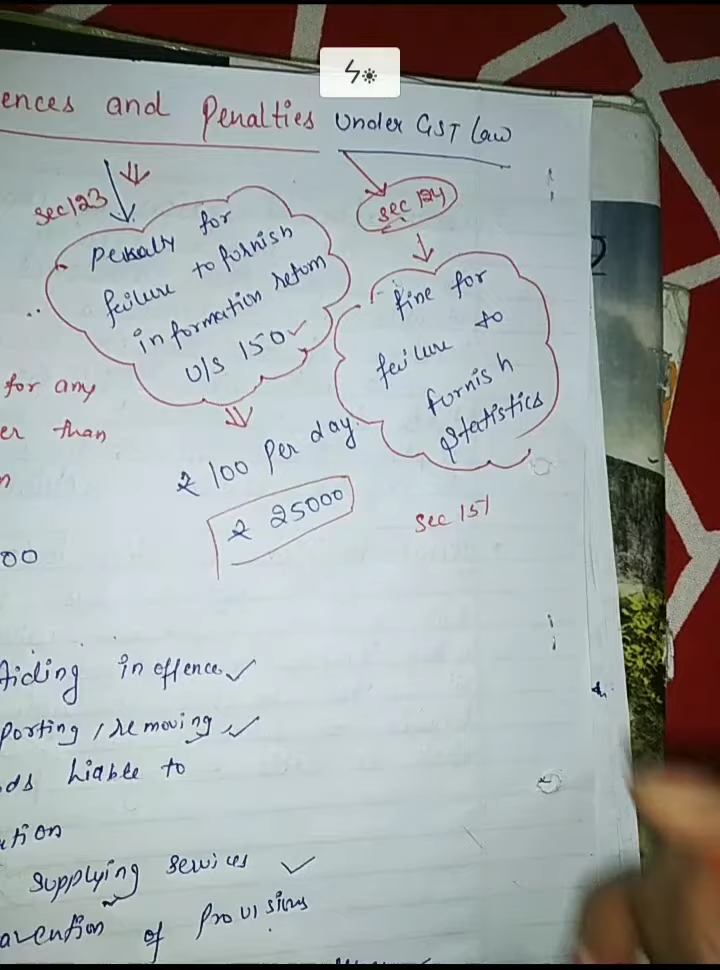 ences and Penalties under GST Law
sec 123
Penalty for
failure to furnish
information return
U/S 150
₹ 100 Per day
₹ 25000
sec 124
fine for
failure to
furnish
statistics
Sec 151
for any
er than
n
00
Aiding in offence
porting / removing
ds liable to
ation
Supplying services
avention of Provisions